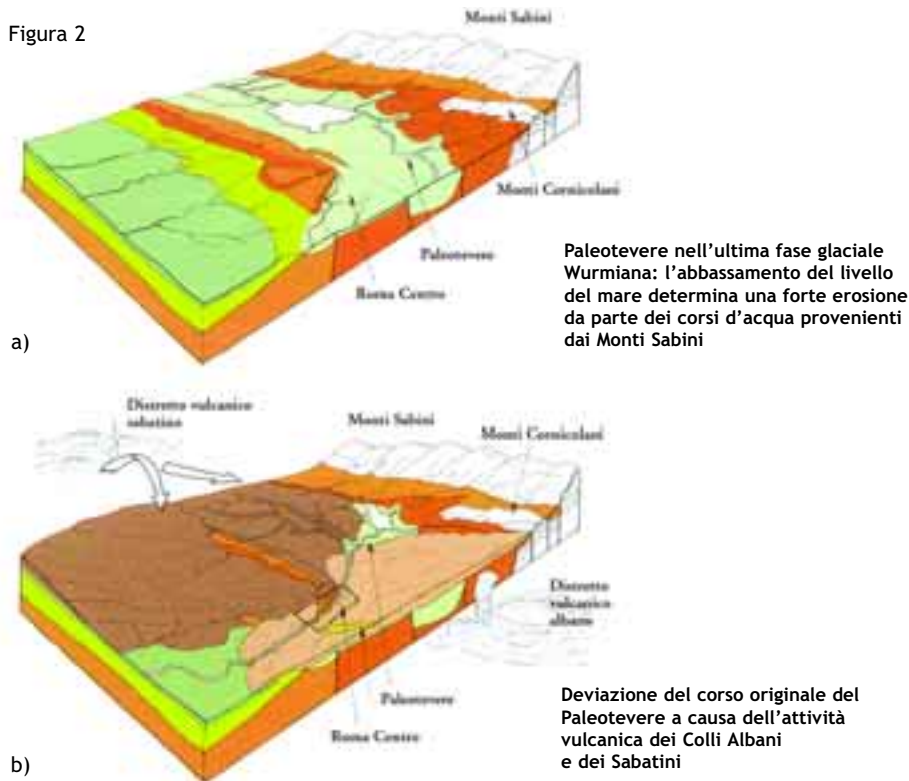 Figura 2
Monti Sabini
Monti Cornicolani
Paleotevere
Roma Centro
Paleotevere nell'ultima fase glaciale
Wurmiana: l'abbassamento del livello
del mare determina una forte erosione
da parte dei corsi d'acqua provenienti
dai Monti Sabini
a)
Distretto vulcanico
sabatino
Monti Sabini
Monti Cornicolani
Distretto
vulcanico
albano
Paleotevere
Roma Centro
Deviazione del corso originale del
Paleotevere a causa dell'attività
vulcanica dei Colli Albani
e dei Sabatini
b)